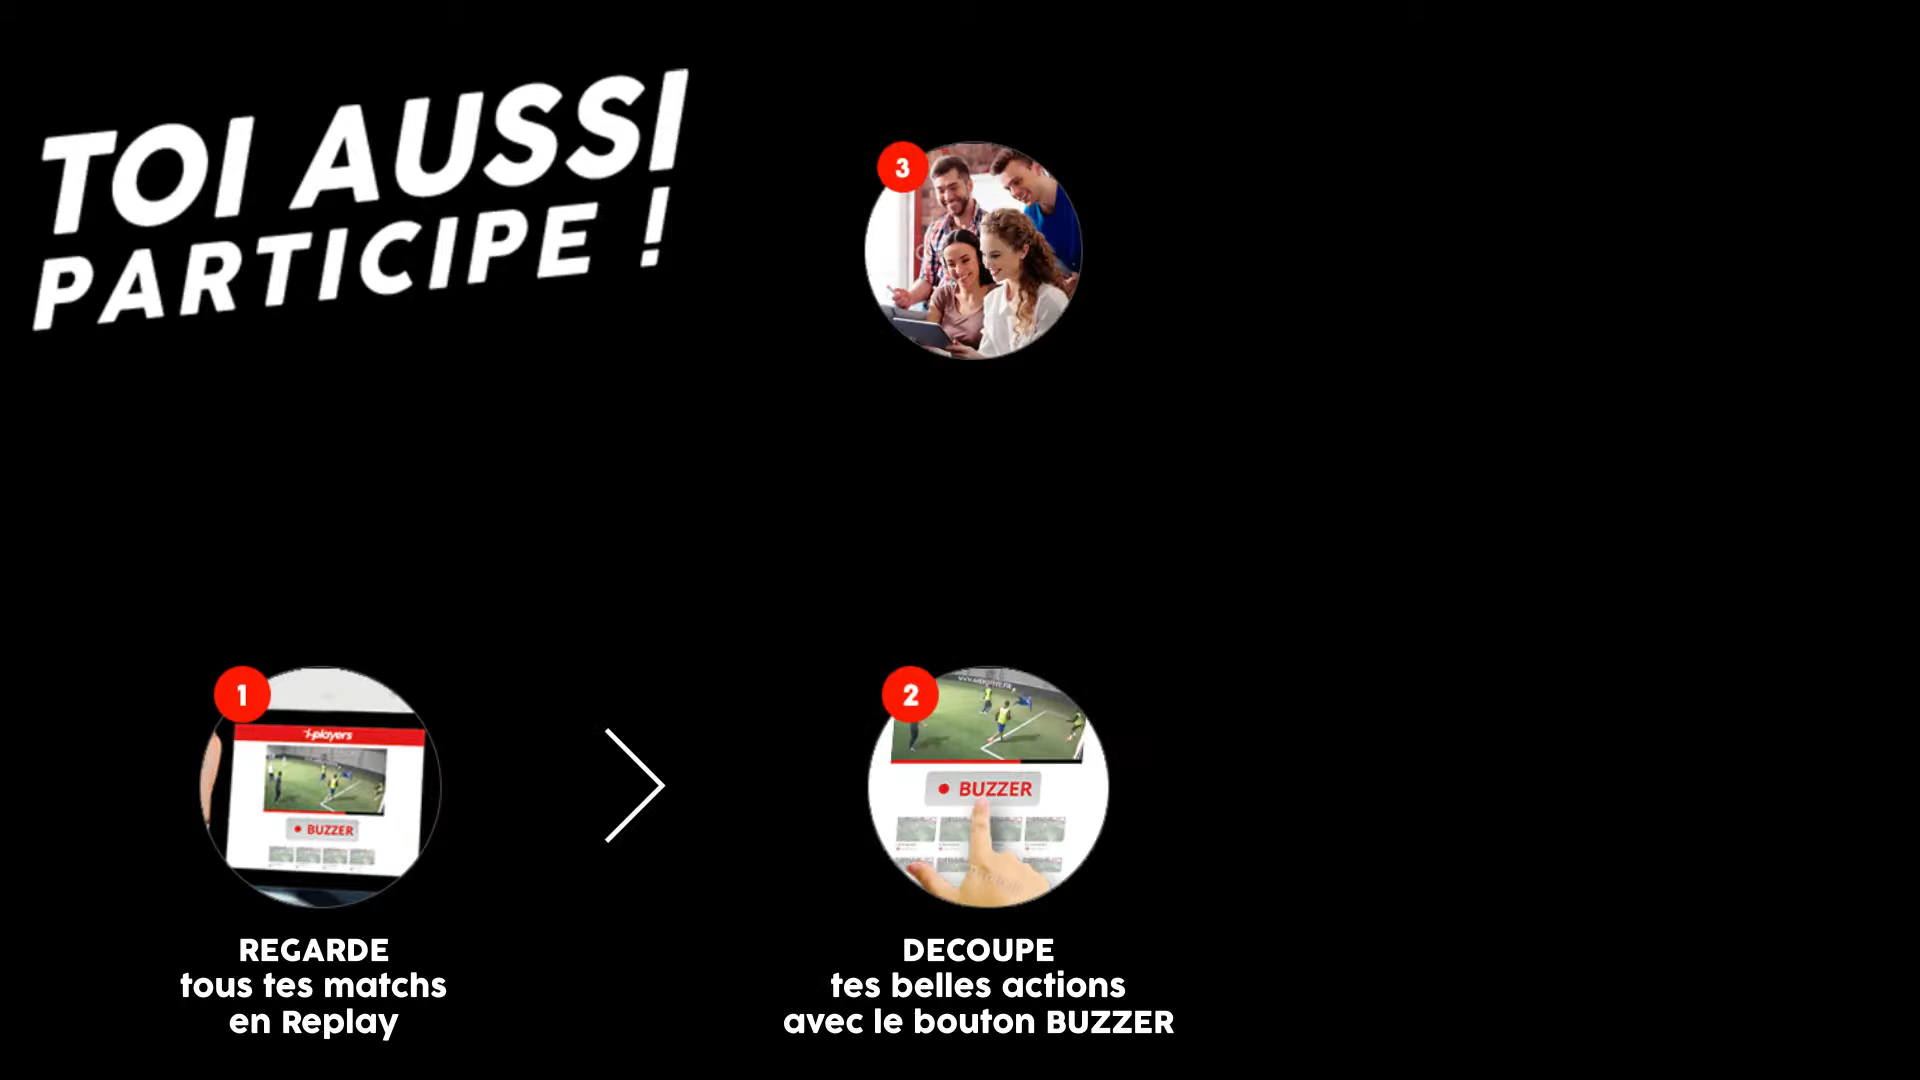 TOI AUSSI
PARTICIPE !
3
1
i-players
BUZZER
REGARDE
tous tes matchs
en Replay
2
BUZZER
DECOUPE
tes belles actions
avec le bouton BUZZER